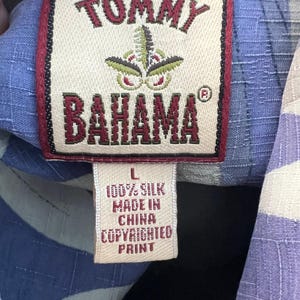 TOMMY
BAHAMA®
L
100% SILK
MADE IN
CHINA
COPYRIGHTED
PRINT